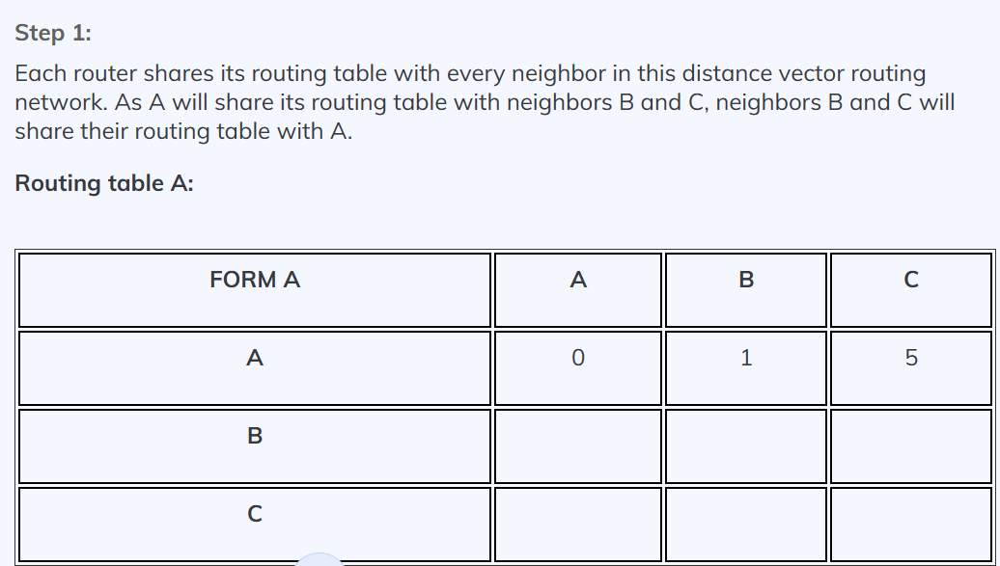 Step 1:
Each router shares its routing table with every neighbor in this distance vector routing
network. As A will share its routing table with neighbors B and C, neighbors B and C will
share their routing table with A.
Routing table A:
FORM A A B C
A 0 1 5
B
C